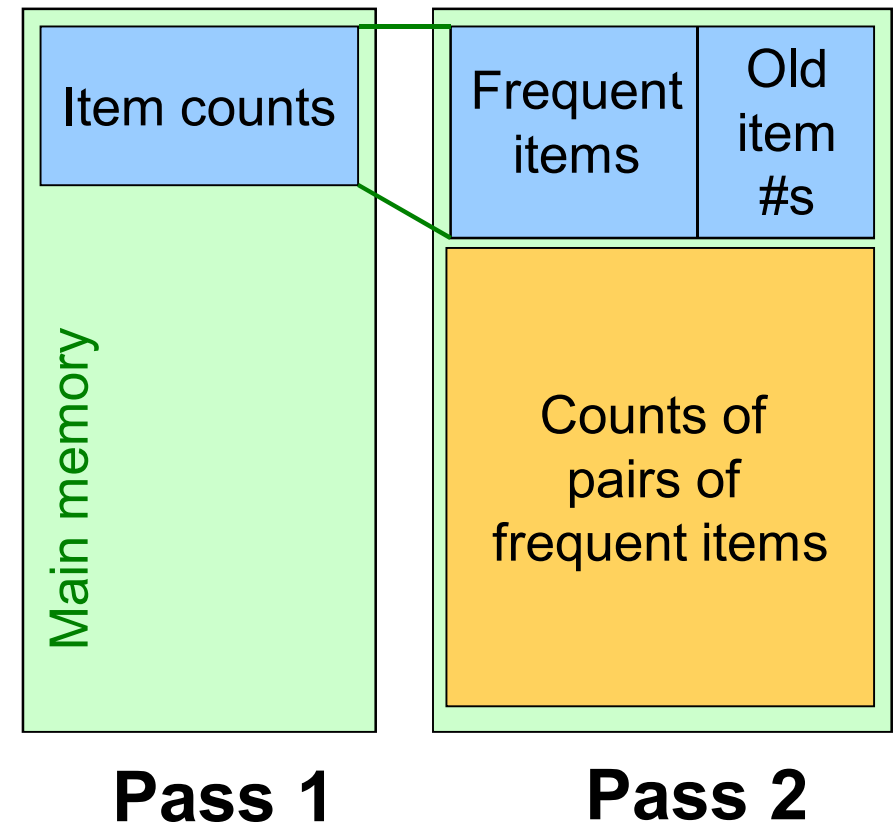 Item counts
Main memory
Pass 1
Frequent
items
Old
item
#s
Counts of
pairs of
frequent items
Pass 2